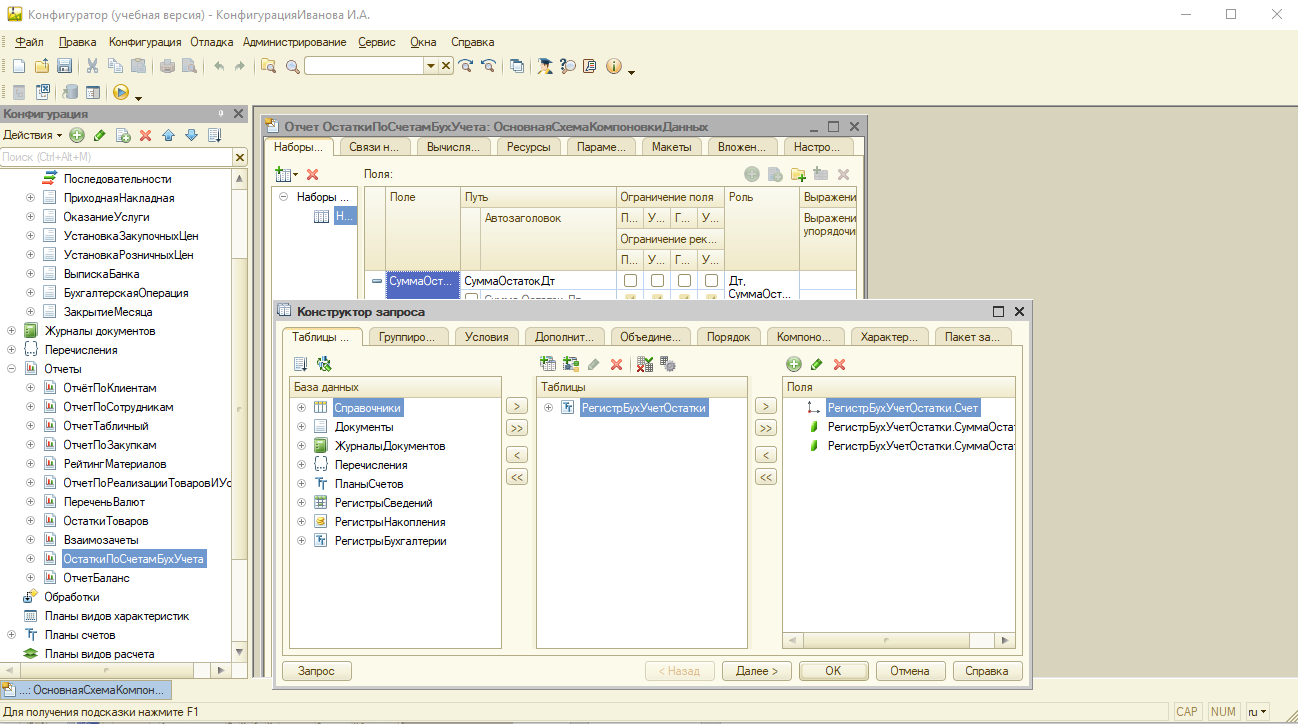 Конфигуратор (учебная версия) - КонфигурацияИванова И.А.
Файл Правка Конфигурация Отладка Администрирование Сервис Окна Справка
Конфигурация
Действия
Поиск (Ctrl+Alt+M)
Последовательности
ПриходнаяНакладная
ОказаниеУслуги
УстановкаЗакупочныхЦен
УстановкаРозничныхЦен
ВыпискаБанка
БухгалтерскаяОперация
ЗакрытиеМесяца
Журналы документов
Перечисления
Отчеты
ОтчётПоКлиентам
ОтчетПоСотрудникам
ОтчетТабличный
ОтчетПоЗакупкам
РейтингМатериалов
ОтчетПоРеализацииТоваровИУс
ПереченьВалют
ОстаткиТоваров
Взаимозачеты
ОстаткиПоСчетамБухУчета
ОтчетБаланс
Обработки
Планы видов характеристик
Планы счетов
Планы видов расчета
Отчет ОстаткиПоСчетамБухУчета: ОсновнаяСхемаКомпоновкиДанных
Наборы... Связи н... Вычисля... Ресурсы Параме... Макеты Вложен... Настро...
Поля:
Наборы ...
Н...
Поле Путь Ограничение поля Роль Выражени
Автозаголовок П... У... Г... У... Выражени
упорядочи
Ограничение рек...
П... У... Г... У...
СуммаОст... СуммаОстатокДт Дт,
СуммаОст...
Сумма Остаток Дт
Конструктор запроса
Таблицы ... Группиро... Условия Дополнит... Объедине... Порядок Компоно... Характер... Пакет за...
База данных
Справочники
Документы
ЖурналыДокументов
Перечисления
ПланыСчетов
РегистрыСведений
РегистрыНакопления
РегистрыБухгалтерии
>
>>
<
<<
Таблицы
РегистрБухУчетОстатки
>
>>
<
<<
Поля
РегистрБухУчетОстатки.Счет
РегистрБухУчетОстатки.СуммаОста
РегистрБухУчетОстатки.СуммаОста
Запрос < Назад Далее > OK Отмена Справка
...: ОсновнаяСхемаКомпон...
Для получения подсказки нажмите F1 CAP NUM ru